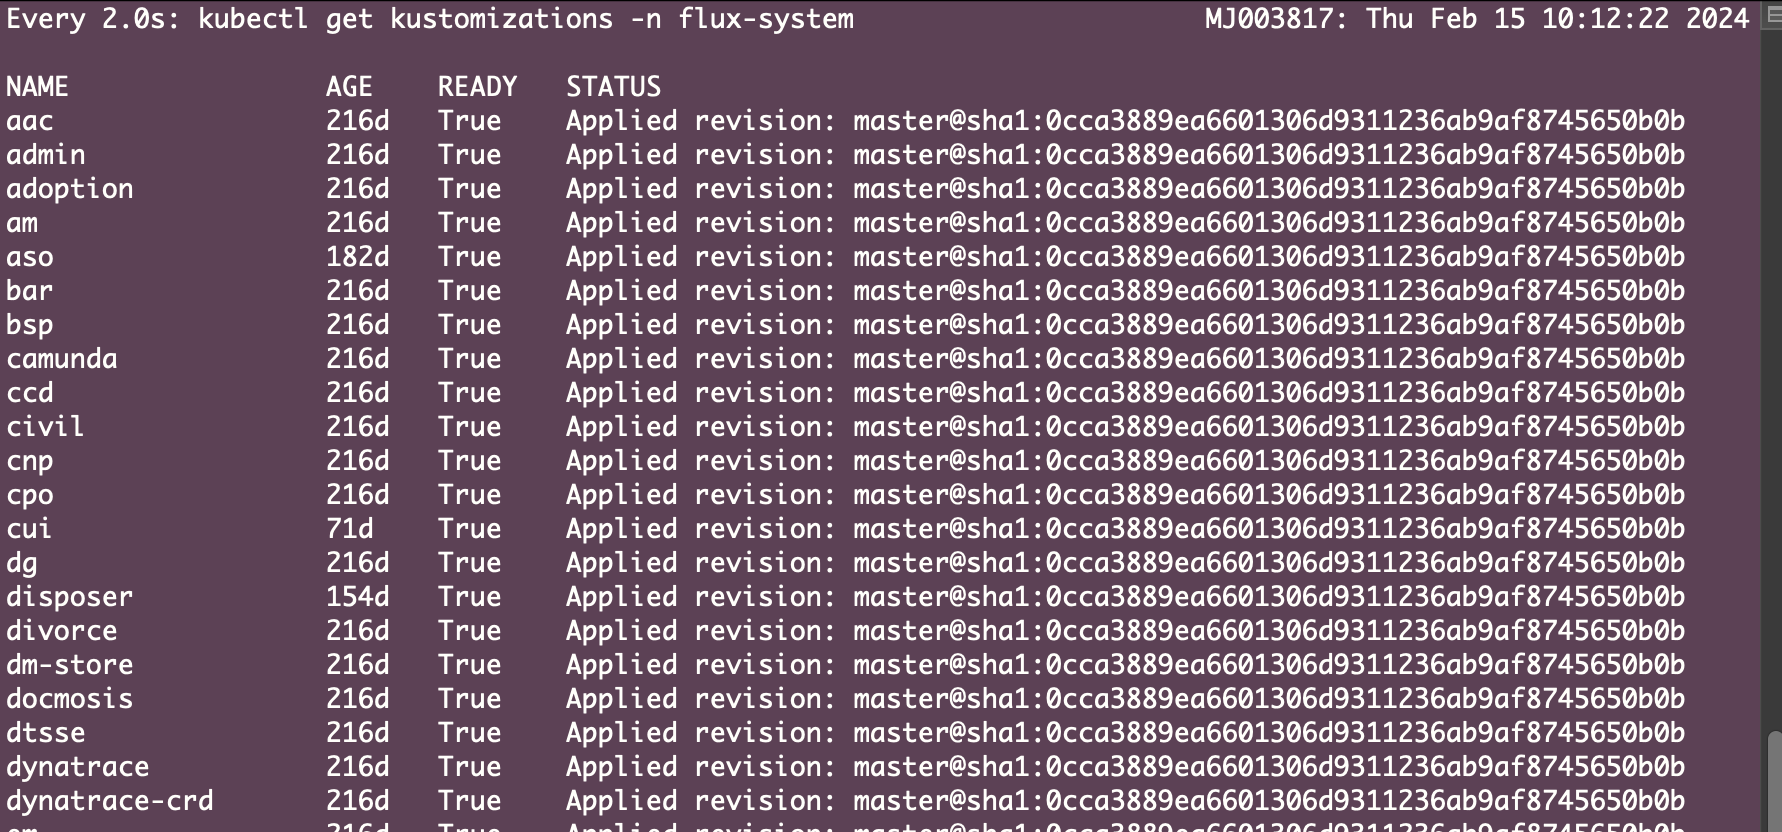 Every 2.0s: kubectl get kustomizations -n flux-system MJ003817: Thu Feb 15 10:12:22 2024
NAME AGE READY STATUS
aac 216d True Applied revision: master@sha1:0cca3889ea6601306d9311236ab9af8745650b0b
admin 216d True Applied revision: master@sha1:0cca3889ea6601306d9311236ab9af8745650b0b
adoption 216d True Applied revision: master@sha1:0cca3889ea6601306d9311236ab9af8745650b0b
am 216d True Applied revision: master@sha1:0cca3889ea6601306d9311236ab9af8745650b0b
aso 182d True Applied revision: master@sha1:0cca3889ea6601306d9311236ab9af8745650b0b
bar 216d True Applied revision: master@sha1:0cca3889ea6601306d9311236ab9af8745650b0b
bsp 216d True Applied revision: master@sha1:0cca3889ea6601306d9311236ab9af8745650b0b
camunda 216d True Applied revision: master@sha1:0cca3889ea6601306d9311236ab9af8745650b0b
ccd 216d True Applied revision: master@sha1:0cca3889ea6601306d9311236ab9af8745650b0b
civil 216d True Applied revision: master@sha1:0cca3889ea6601306d9311236ab9af8745650b0b
cnp 216d True Applied revision: master@sha1:0cca3889ea6601306d9311236ab9af8745650b0b
cpo 216d True Applied revision: master@sha1:0cca3889ea6601306d9311236ab9af8745650b0b
cui 71d True Applied revision: master@sha1:0cca3889ea6601306d9311236ab9af8745650b0b
dg 216d True Applied revision: master@sha1:0cca3889ea6601306d9311236ab9af8745650b0b
disposer 154d True Applied revision: master@sha1:0cca3889ea6601306d9311236ab9af8745650b0b
divorce 216d True Applied revision: master@sha1:0cca3889ea6601306d9311236ab9af8745650b0b
dm-store 216d True Applied revision: master@sha1:0cca3889ea6601306d9311236ab9af8745650b0b
docmosis 216d True Applied revision: master@sha1:0cca3889ea6601306d9311236ab9af8745650b0b
dtsse 216d True Applied revision: master@sha1:0cca3889ea6601306d9311236ab9af8745650b0b
dynatrace 216d True Applied revision: master@sha1:0cca3889ea6601306d9311236ab9af8745650b0b
dynatrace-crd 216d True Applied revision: master@sha1:0cca3889ea6601306d9311236ab9af8745650b0b